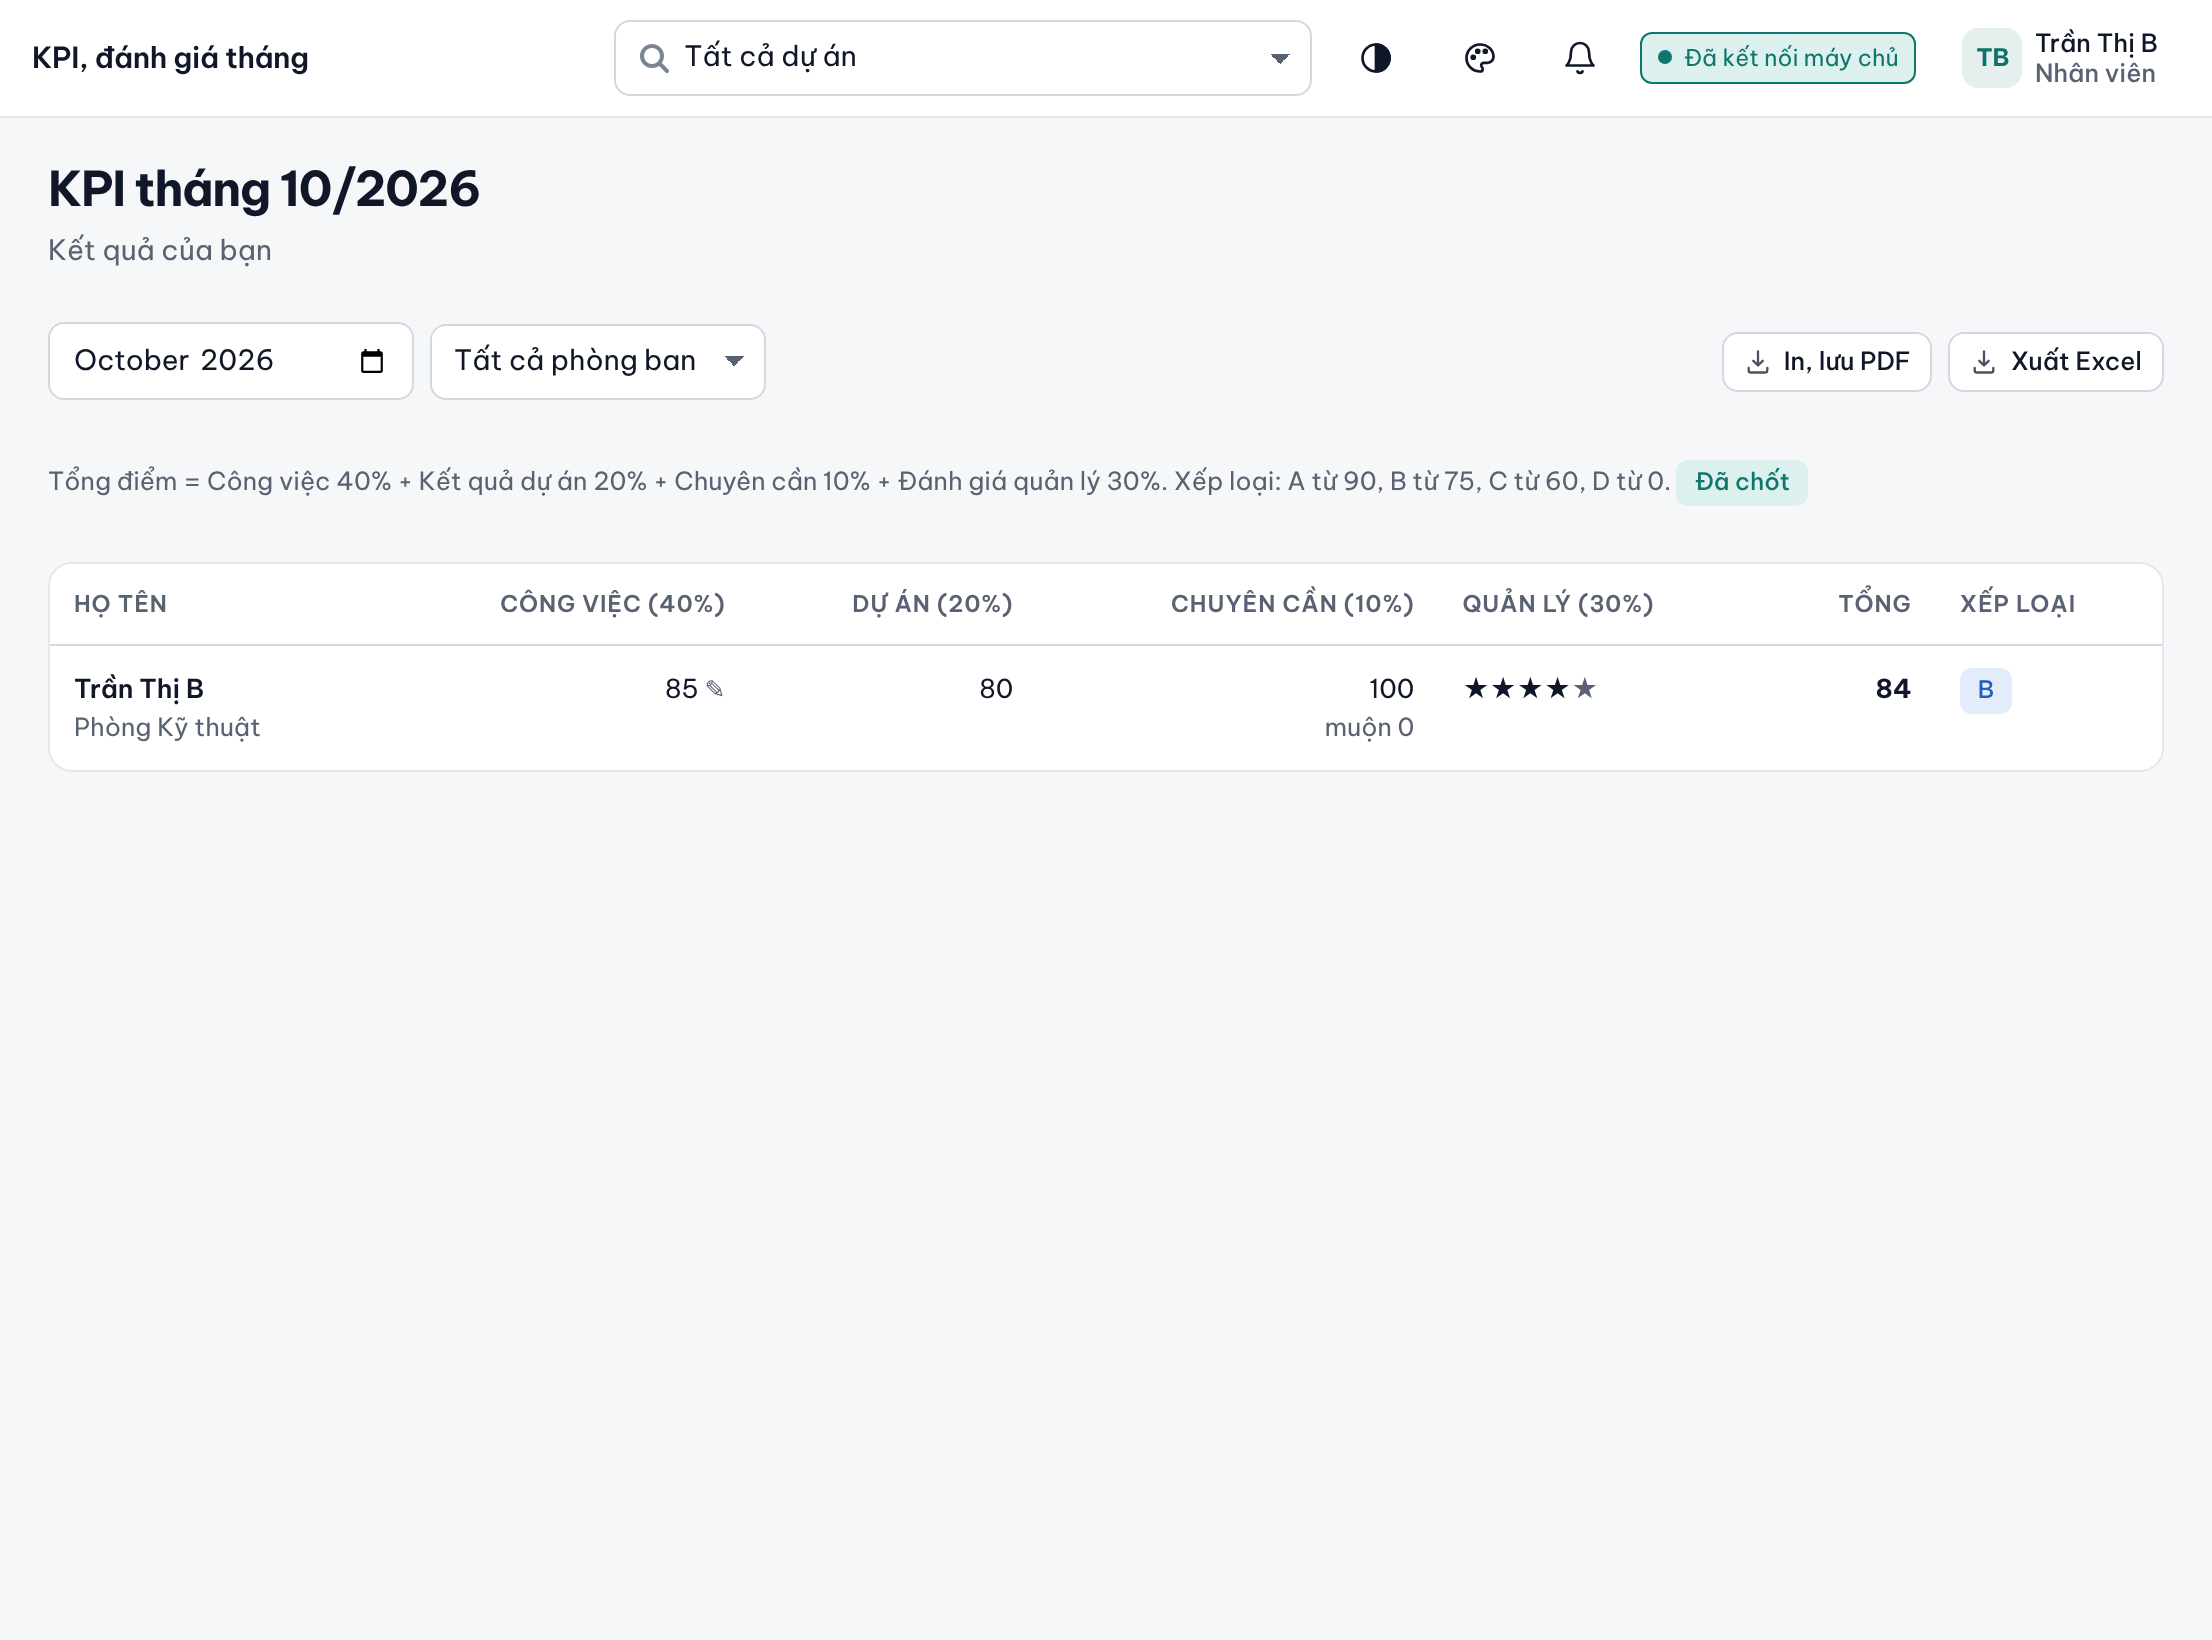 KPI, đánh giá tháng
Tất cả dự án
Đã kết nối máy chủ
TB
Trần Thị B
Nhân viên
KPI tháng 10/2026
Kết quả của bạn
October 2026
Tất cả phòng ban
In, lưu PDF
Xuất Excel
Tổng điểm = Công việc 40% + Kết quả dự án 20% + Chuyên cần 10% + Đánh giá quản lý 30%. Xếp loại: A từ 90, B từ 75, C từ 60, D từ 0. Đã chốt
HỌ TÊN CÔNG VIỆC (40%) DỰ ÁN (20%) CHUYÊN CẦN (10%) QUẢN LÝ (30%) TỔNG XẾP LOẠI
Trần Thị B 85 ✎ 80 100 ★★★★★ 84 B
Phòng Kỹ thuật muộn 0